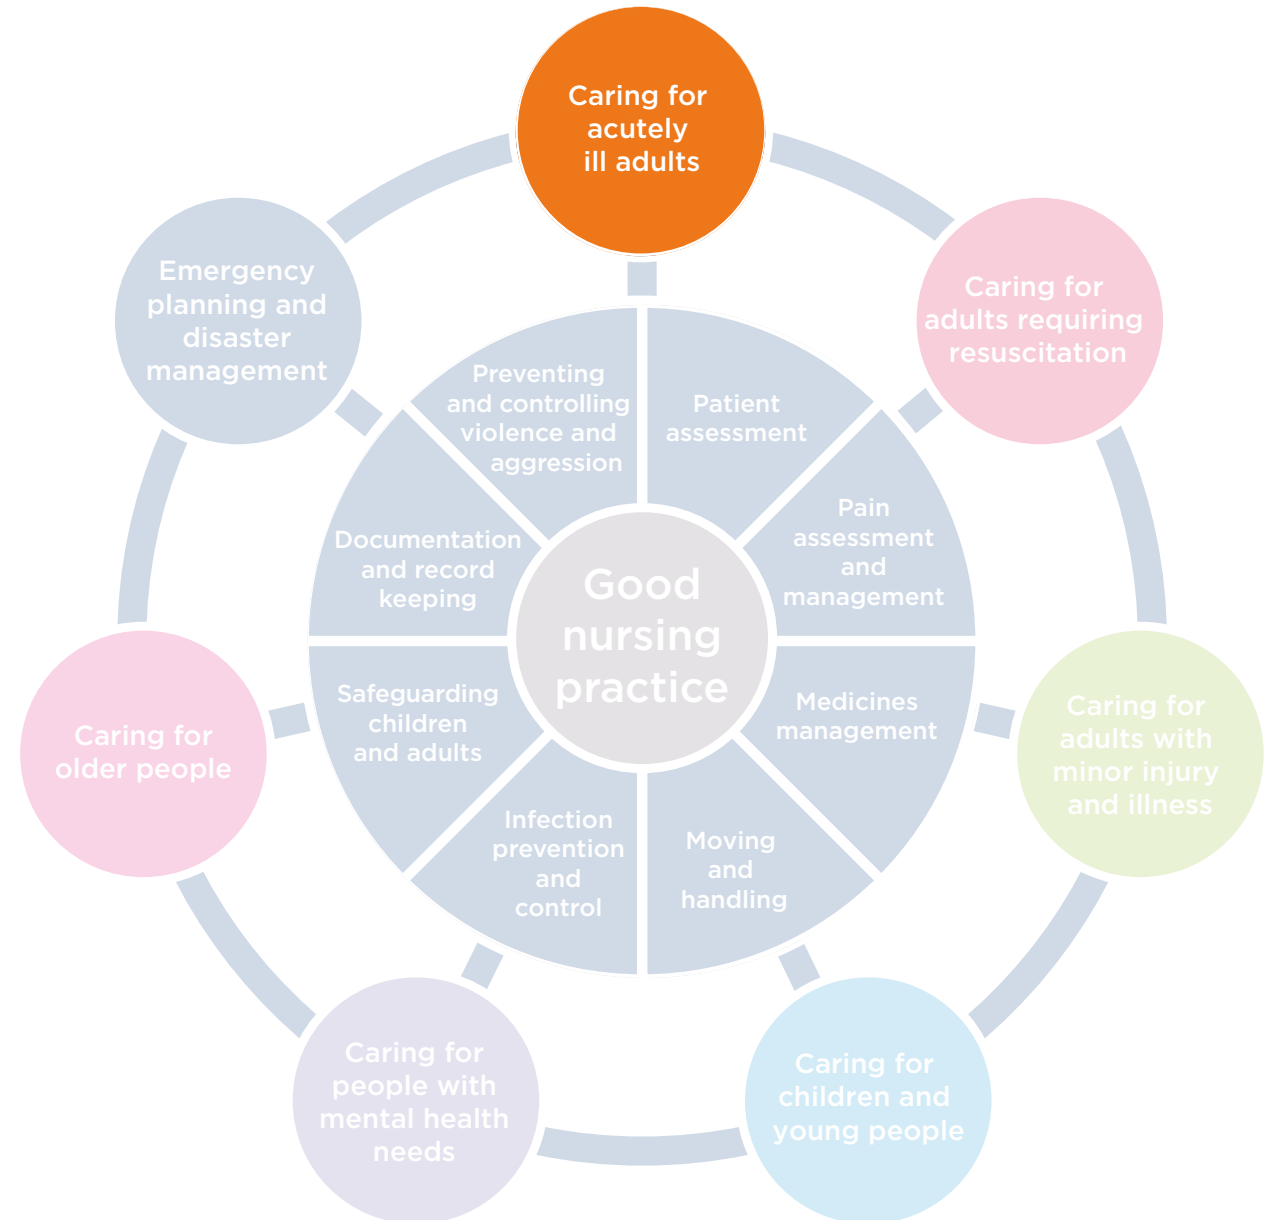 Caring for
acutely
ill adults
Caring for
adults requiring
resuscitation
Caring for
adults with
minor injury
and illness
Caring for
children and
young people
Caring for
people with
mental health
needs
Caring for
older people
Emergency
planning and
disaster
management
Patient
assessment
Pain
assessment
and
management
Medicines
management
Moving
and
handling
Infection
prevention
and
control
Safeguarding
children
and adults
Documentation
and record
keeping
Preventing
and controlling
violence and
aggression
Good
nursing
practice